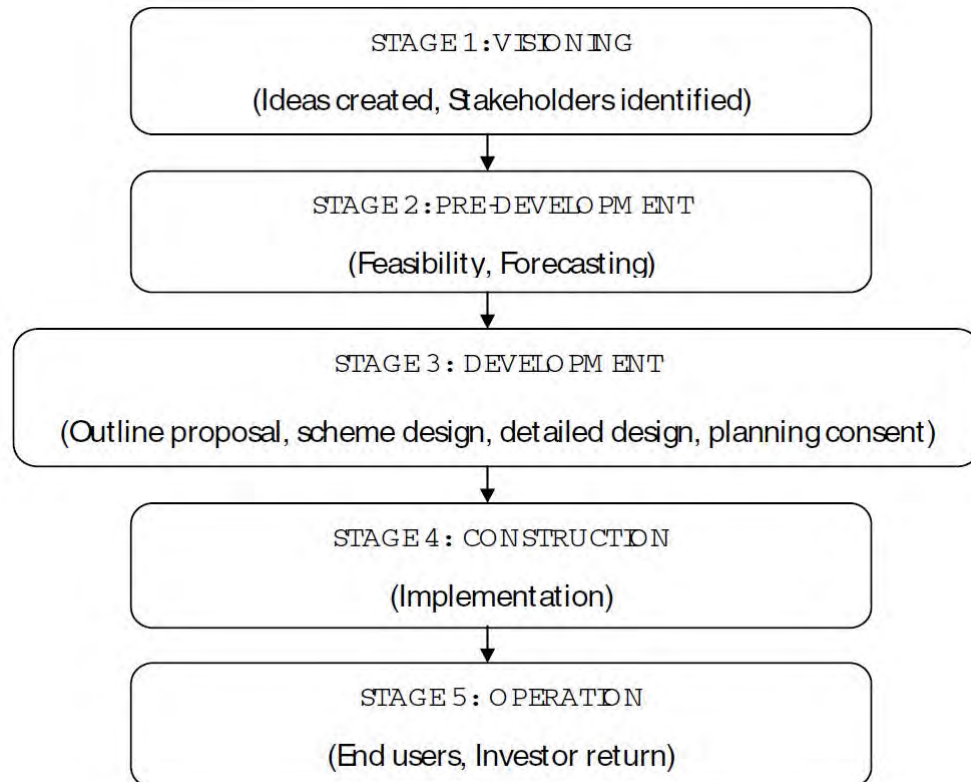 STAGE 1: VISIONING
(Ideas created, Stakeholders identified)
STAGE 2: PRE-DEVELOPMENT
(Feasibility, Forecasting)
STAGE 3: DEVELOPMENT
(Outline proposal, scheme design, detailed design, planning consent)
STAGE 4: CONSTRUCTION
(Implementation)
STAGE 5: OPERATION
(End users, Investor return)